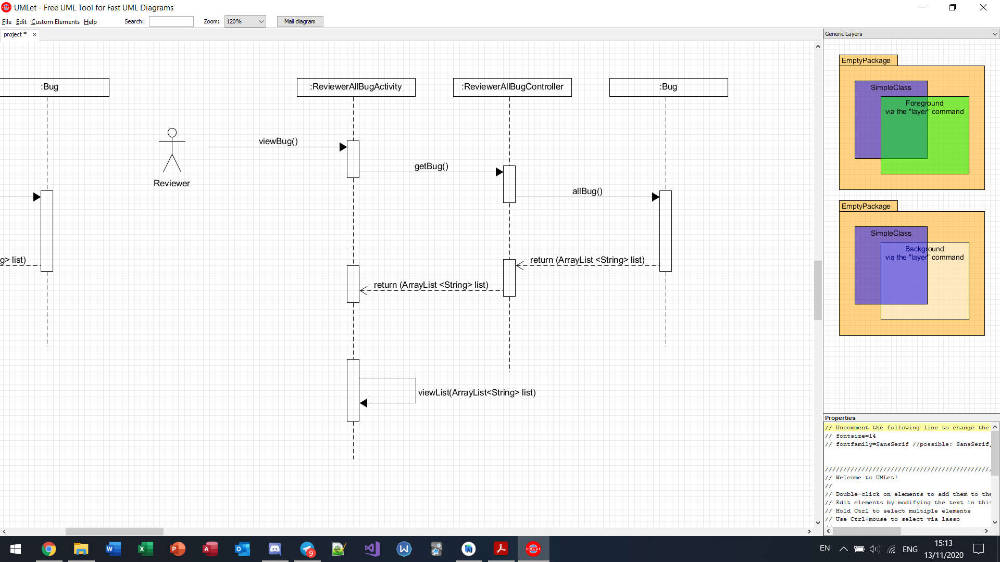 UMLet - Free UML Tool for Fast UML Diagrams
File Edit Custom Elements Help Search: Zoom: 120% Mail diagram
project *
Generic Layers
:Bug
:ReviewerAllBugActivity
:ReviewerAllBugController
:Bug
viewBug()
getBug()
Reviewer
allBug()
g> list)
return (ArrayList <String> list)
return (ArrayList <String> list)
viewList(ArrayList<String> list)
EmptyPackage
SimpleClass
Foreground
via the "layer" command
EmptyPackage
SimpleClass
Background
via the "layer" command
Properties
// Uncomment the following line to change the
// fontsize=14
// fontfamily=SansSerif //possible: SansSerif,
//////////////////////////////////////////////
// Welcome to UMLet!
//
// Double-click on elements to add them to the
// Edit elements by modifying the text in this
// Hold Ctrl to select multiple elements
// Use Ctrl+mouse to select via lasso
9
UMLet
EN
ENG
15:13
13/11/2020